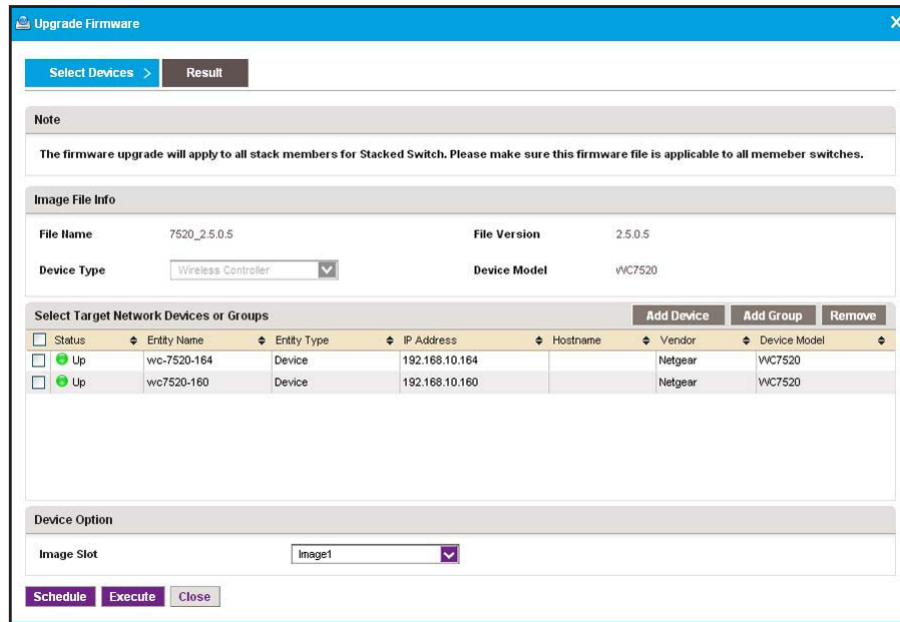 Upgrade Firmware X
Select Devices > Result
Note
The firmware upgrade will apply to all stack members for Stacked Switch. Please make sure this firmware file is applicable to all memeber switches.
Image File Info
File Name 7520_2.5.0.5 File Version 2.5.0.5
Device Type Wireless Controller Device Model WC7520
Select Target Network Devices or Groups Add Device Add Group Remove
Status Entity Name Entity Type IP Address Hostname Vendor Device Model
Up wc-7520-164 Device 192.168.10.164 Netgear WC7520
Up wc7520-160 Device 192.168.10.160 Netgear WC7520
Device Option
Image Slot Image1
Schedule Execute Close